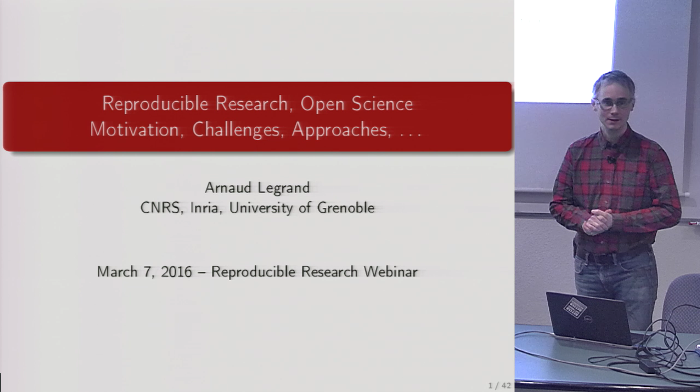 Reproducible Research, Open Science
Motivation, Challenges, Approaches, ...
Arnaud Legrand
CNRS, Inria, University of Grenoble
March 7, 2016 – Reproducible Research Webinar
1 / 42